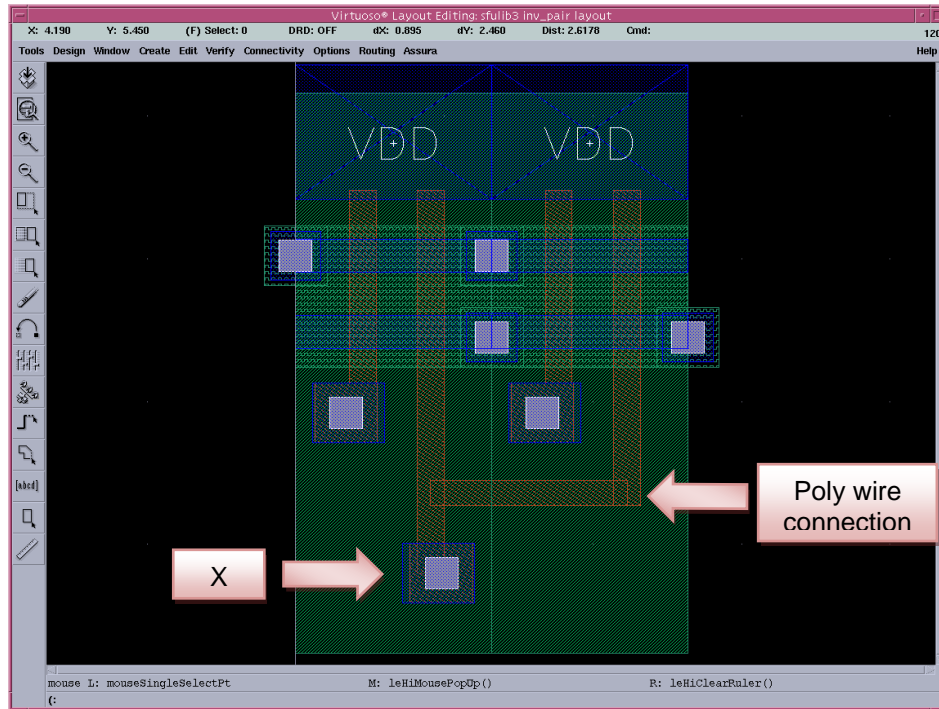 Virtuoso® Layout Editing: sfulib3 inv_pair layout
X: 4.190 Y: 5.450 (F) Select: 0 DRD: OFF dX: 0.895 dY: 2.460 Dist: 2.6178 Cmd:
120
Tools Design Window Create Edit Verify Connectivity Options Routing Assura Help
VDD VDD
[abcd]
Poly wire
connection
X
mouse L: mouseSingleSelectPt M: leHiMousePopUp() R: leHiClearRuler()
(: